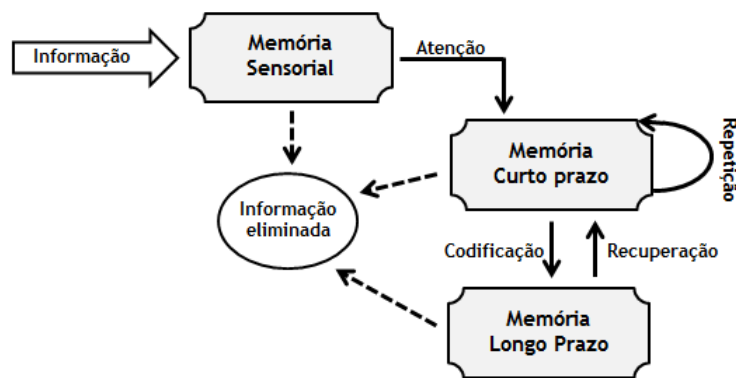 Informação
Memória
Sensorial
Atenção
Memória
Curto prazo
Repetição
Informação
eliminada
Codificação
Recuperação
Memória
Longo Prazo